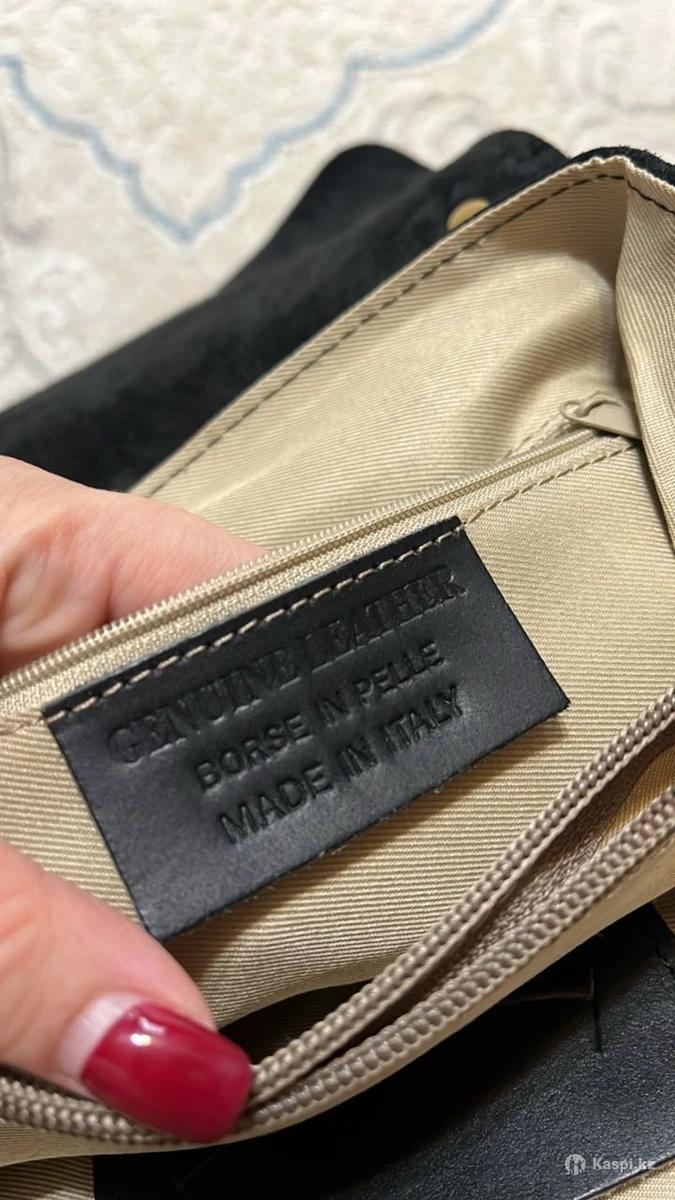 GENUINE LEATHER
BORSE IN PELLE
MADE IN ITALY
Kaspi.kz